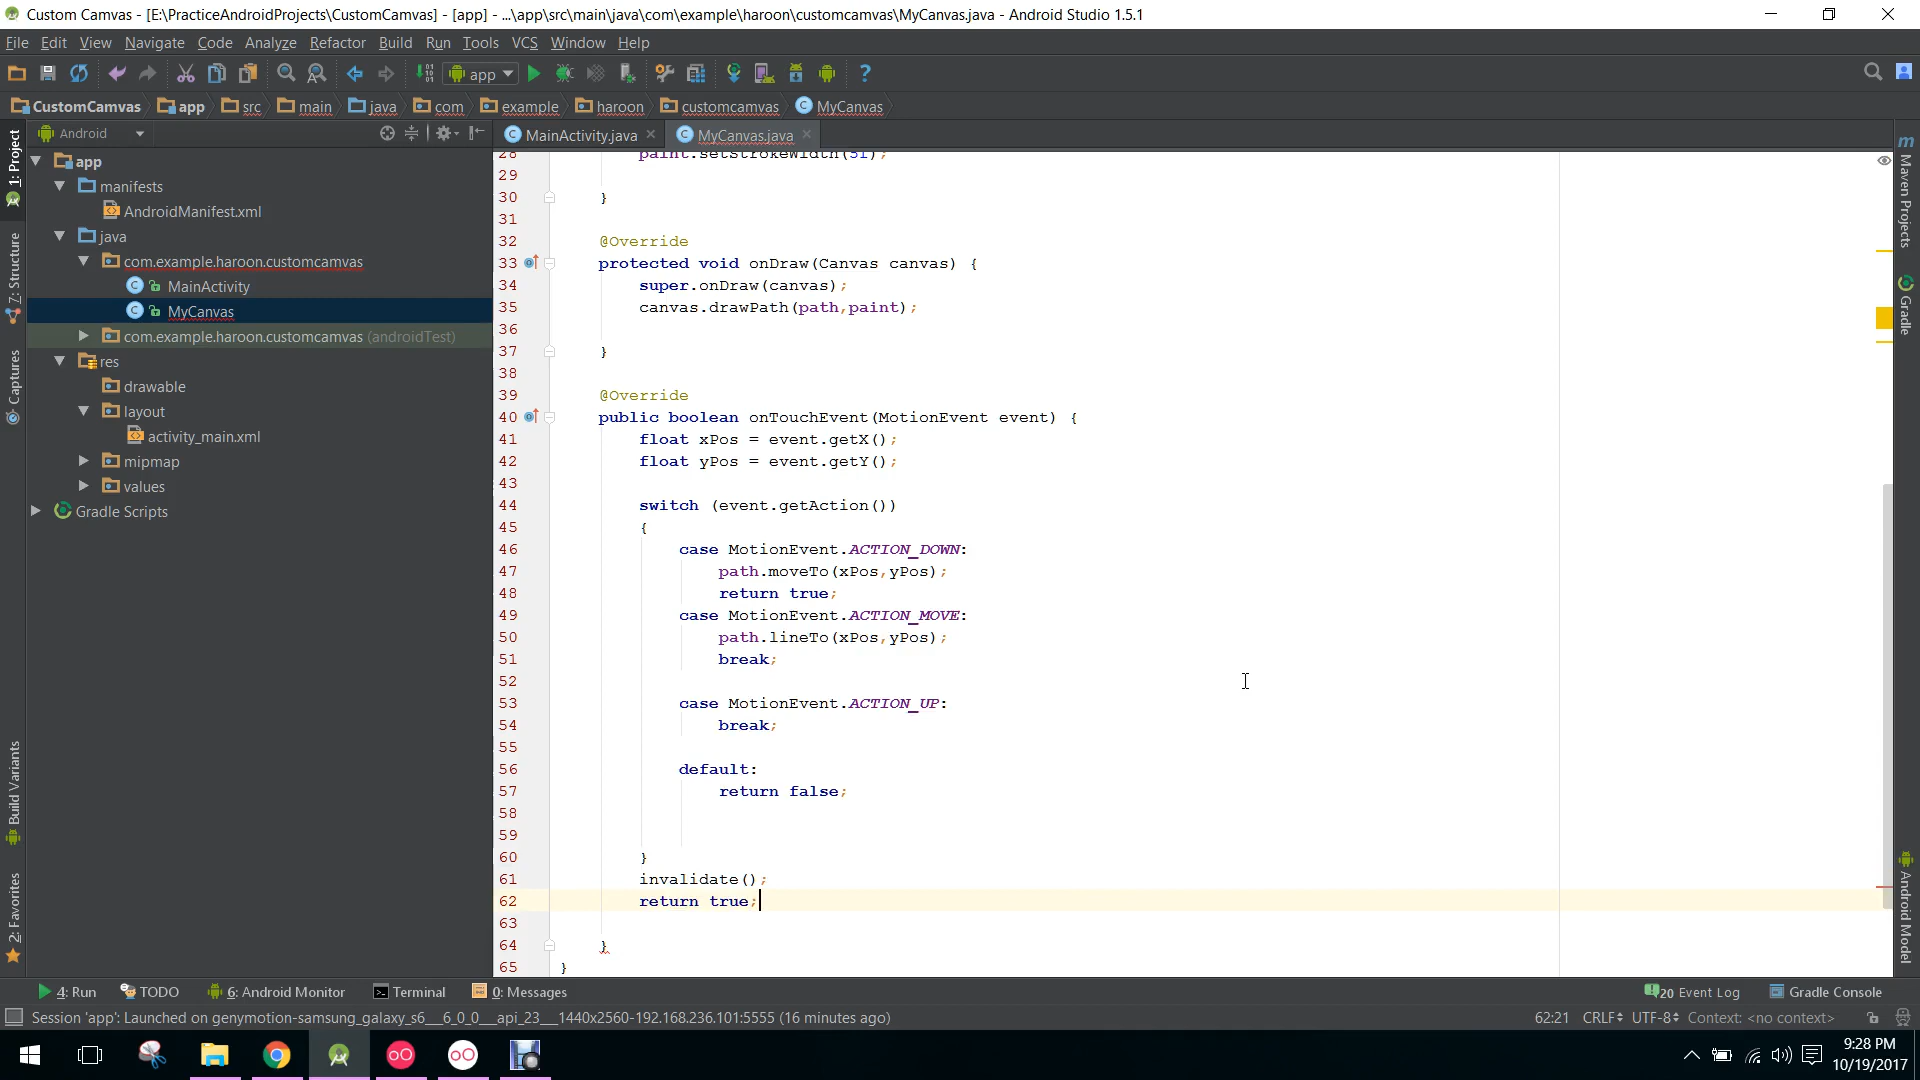 Custom Camvas - [E:\PracticeAndroidProjects\CustomCamvas] - [app] - ...\app\src\main\java\com\example\haroon\customcamvas\MyCanvas.java - Android Studio 1.5.1
File Edit View Navigate Code Analyze Refactor Build Run Tools VCS Window Help
app
CustomCamvas app src main java com example haroon customcamvas MyCanvas
Android
MainActivity.java
MyCanvas.java
1: Project
7: Structure
Captures
Build Variants
2: Favorites
app
manifests
AndroidManifest.xml
java
com.example.haroon.customcamvas
MainActivity
MyCanvas
com.example.haroon.customcamvas (androidTest)
res
drawable
layout
activity_main.xml
mipmap
values
Gradle Scripts
28 paint.setStrokeWidth(5f);
29
30 }
31
32 @Override
33 protected void onDraw(Canvas canvas) {
34 super.onDraw(canvas);
35 canvas.drawPath(path,paint);
36
37 }
38
39 @Override
40 public boolean onTouchEvent(MotionEvent event) {
41 float xPos = event.getX();
42 float yPos = event.getY();
43
44 switch (event.getAction())
45 {
46 case MotionEvent.ACTION_DOWN:
47 path.moveTo(xPos,yPos);
48 return true;
49 case MotionEvent.ACTION_MOVE:
50 path.lineTo(xPos,yPos);
51 break;
52
53 case MotionEvent.ACTION_UP:
54 break;
55
56 default:
57 return false;
58
59
60 }
61 invalidate();
62 return true;
63
64 }
65 }
Maven Projects
Gradle
Android Model
4: Run TODO 6: Android Monitor Terminal 0: Messages
20 Event Log Gradle Console
Session 'app': Launched on genymotion-samsung_galaxy_s6___6_0_0___api_23___1440x2560-192.168.236.101:5555 (16 minutes ago)
62:21 CRLF UTF-8 Context: <no context>
9:28 PM
10/19/2017